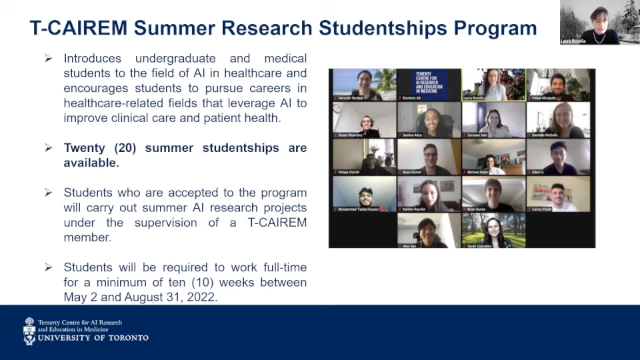 T-CAIREM Summer Research Studentships Program
Introduces undergraduate and medical
students to the field of AI in healthcare and
encourages students to pursue careers in
healthcare-related fields that leverage AI to
improve clinical care and patient health.
Twenty (20) summer studentships are
available.
Students who are accepted to the program
will carry out summer AI research projects
under the supervision of a T-CAIREM
member.
Students will be required to work full-time
for a minimum of ten (10) weeks between
May 2 and August 31, 2022.
TEMERTY
CENTRE FOR
AI RESEARCH
AND EDUCATION
IN MEDICINE
Laura Rosella
Temerty Centre for AI Research
and Education in Medicine
UNIVERSITY OF TORONTO